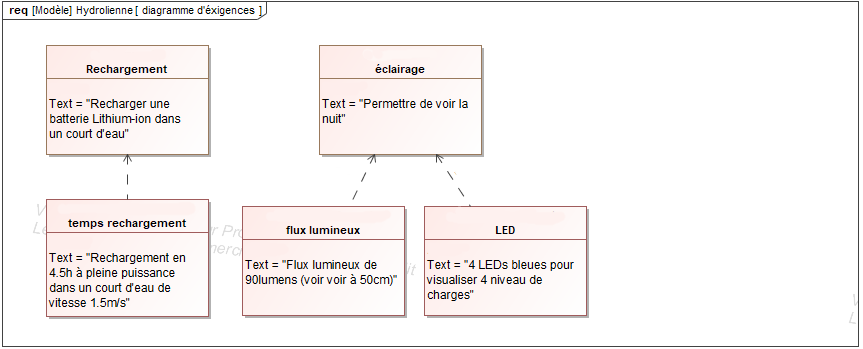 req [Modèle] Hydrolienne [ diagramme d'éxigences ]
Rechargement
Text = "Recharger une
batterie Lithium-ion dans
un court d'eau"
éclairage
Text = "Permettre de voir la
nuit"
temps rechargement
Text = "Rechargement en
4.5h à pleine puissance
dans un court d'eau de
vitesse 1.5m/s"
flux lumineux
Text = "Flux lumineux de
90lumens (voir voir à 50cm)"
LED
Text = "4 LEDs bleues pour
visualiser 4 niveau de
charges"